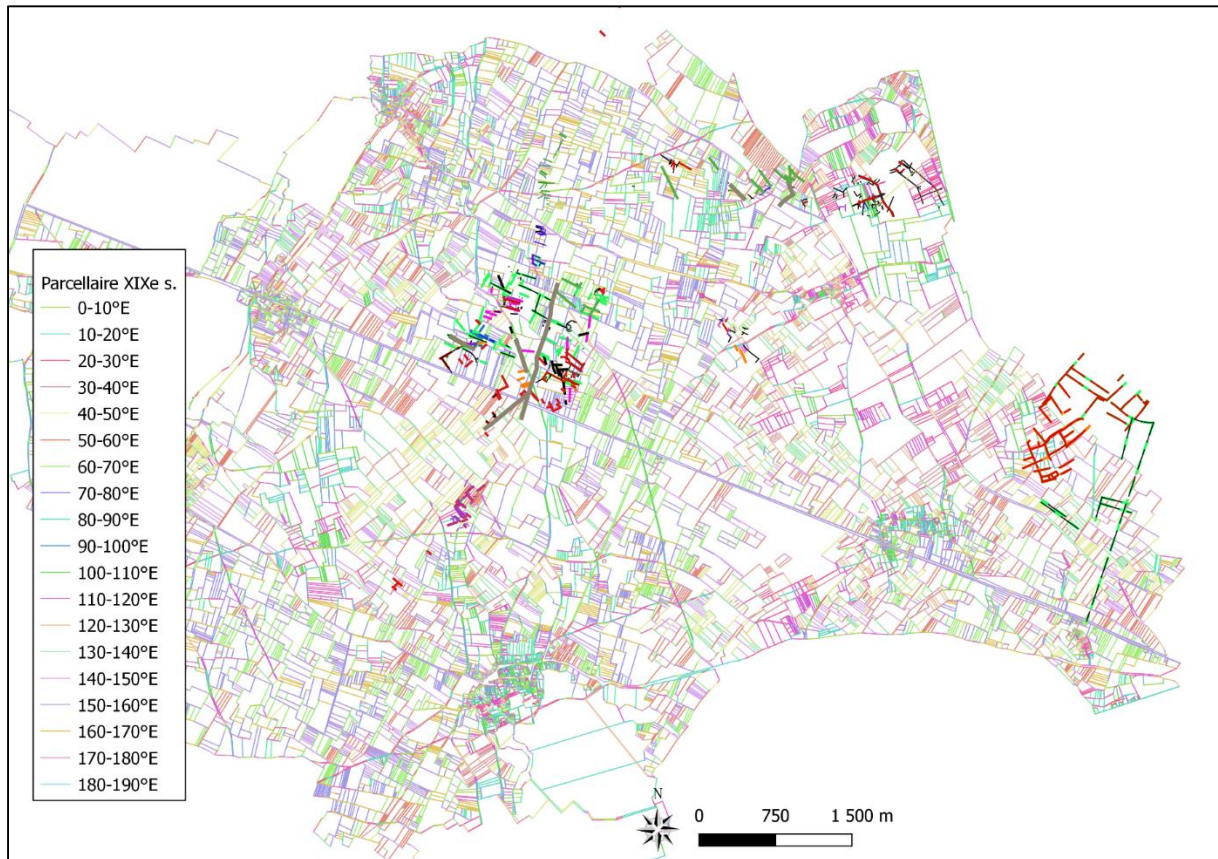 Parcellaire XIXe s.
0-10°E
10-20°E
20-30°E
30-40°E
40-50°E
50-60°E
60-70°E
70-80°E
80-90°E
90-100°E
100-110°E
110-120°E
120-130°E
130-140°E
140-150°E
150-160°E
160-170°E
170-180°E
180-190°E
N
0 750 1 500 m